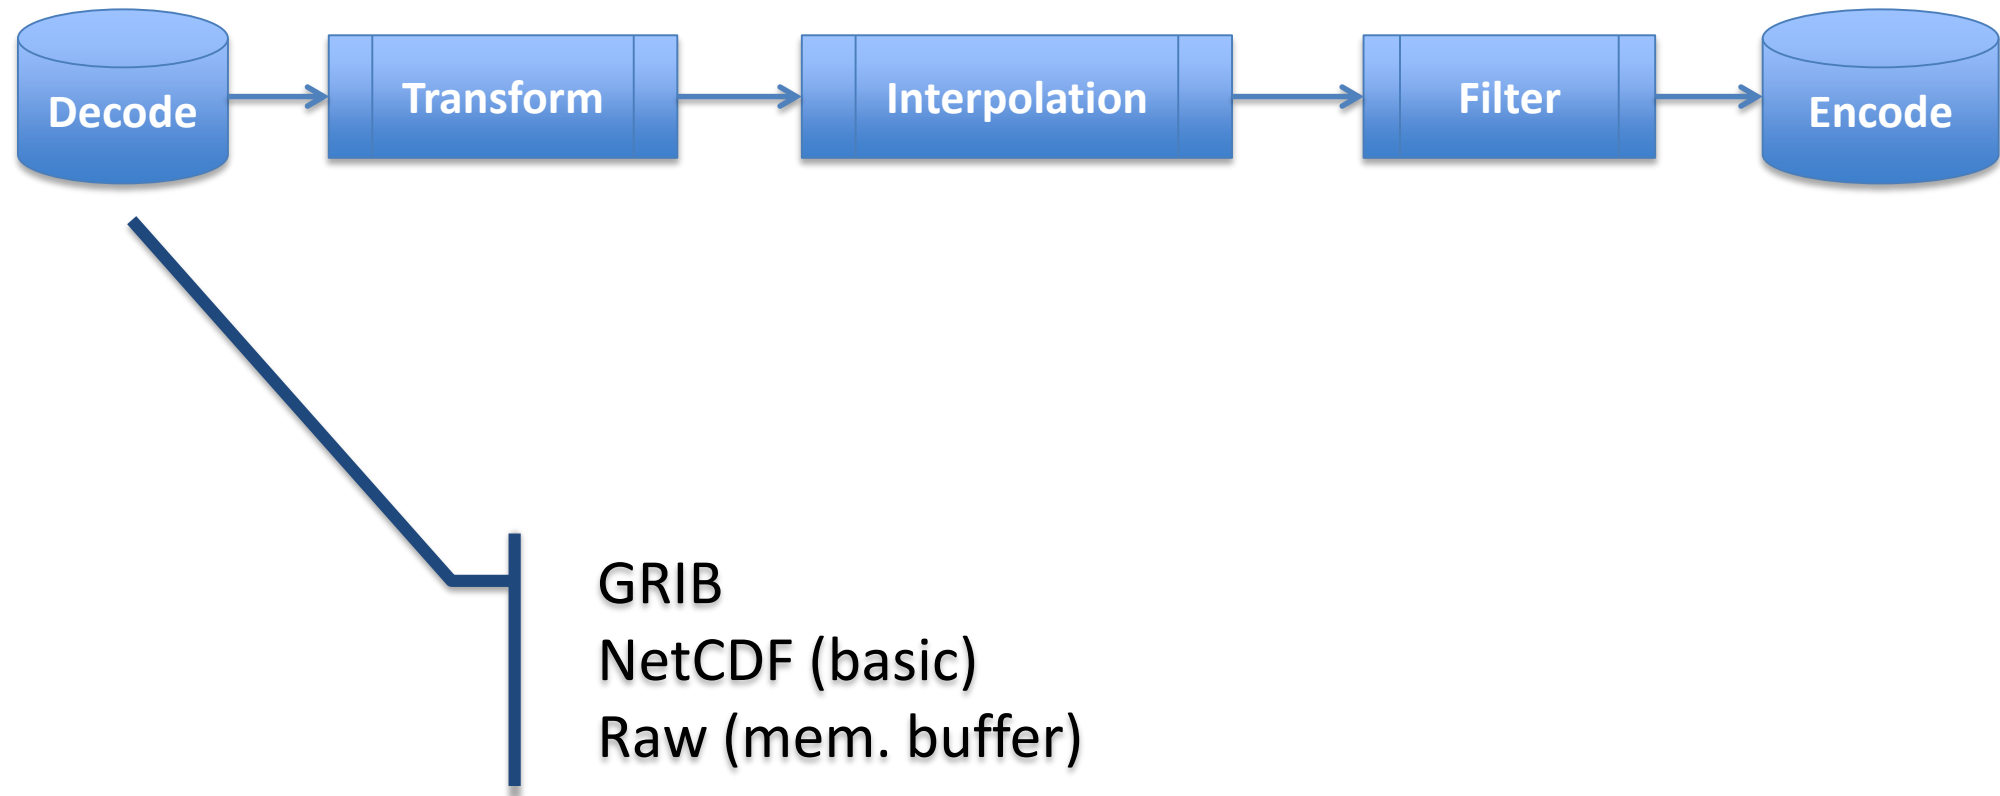 Decode
Transform
Interpolation
Filter
Encode
GRIB
NetCDF (basic)
Raw (mem. buffer)